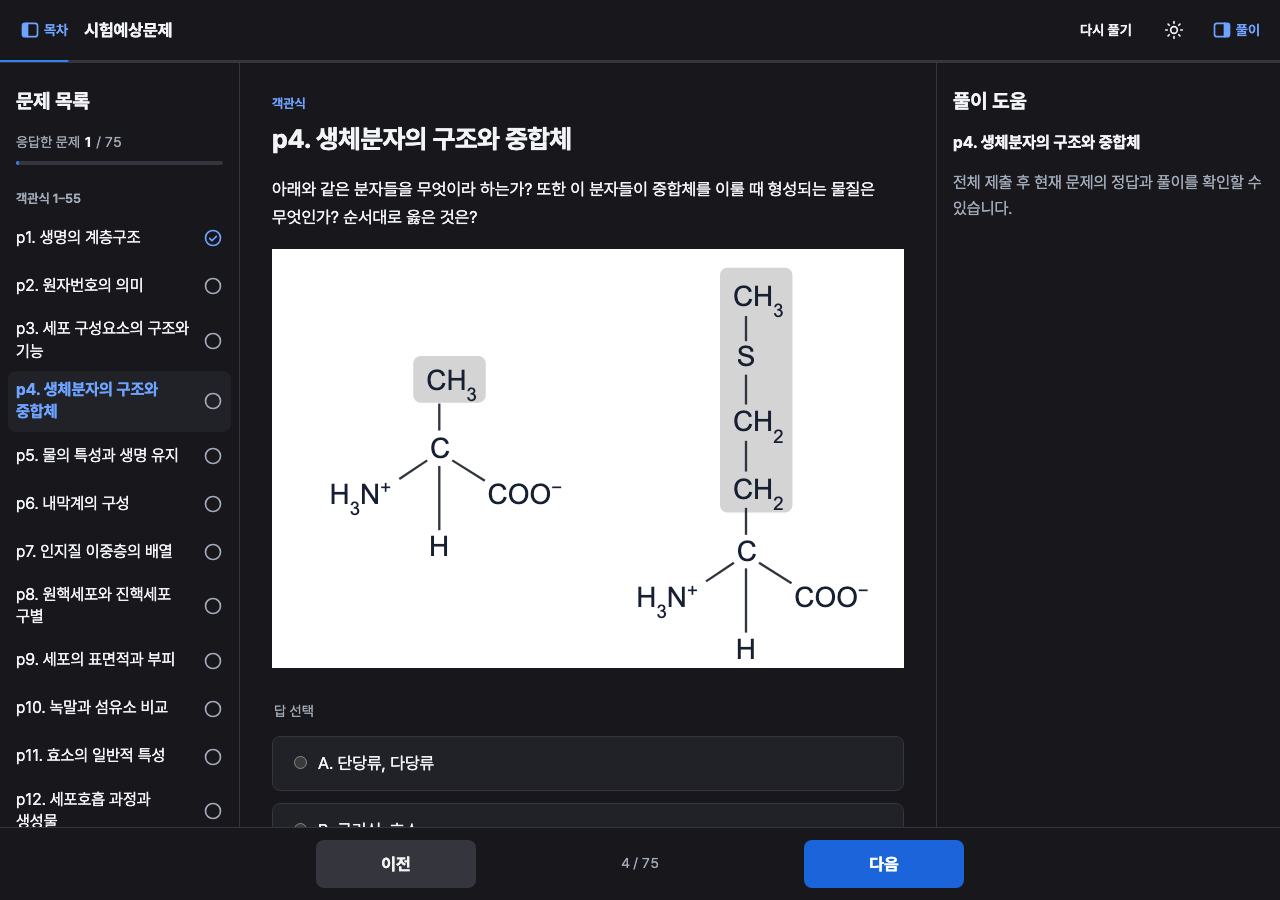 목차
시험예상문제
다시 풀기
풀이
문제 목록
응답한 문제 1 / 75
객관식 1–55
p1. 생명의 계층구조
p2. 원자번호의 의미
p3. 세포 구성요소의 구조와
기능
p4. 생체분자의 구조와
중합체
p5. 물의 특성과 생명 유지
p6. 내막계의 구성
p7. 인지질 이중층의 배열
p8. 원핵세포와 진핵세포
구별
p9. 세포의 표면적과 부피
p10. 녹말과 섬유소 비교
p11. 효소의 일반적 특성
p12. 세포호흡 과정과
생성물
객관식
p4. 생체분자의 구조와 중합체
아래와 같은 분자들을 무엇이라 하는가? 또한 이 분자들이 중합체를 이룰 때 형성되는 물질은
무엇인가? 순서대로 옳은 것은?
CH3
C
H3N+
COO−
H
CH3
S
CH2
CH2
C
H3N+
COO−
H
답 선택
A. 단당류, 다당류
풀이 도움
p4. 생체분자의 구조와 중합체
전체 제출 후 현재 문제의 정답과 풀이를 확인할 수
있습니다.
이전
4 / 75
다음